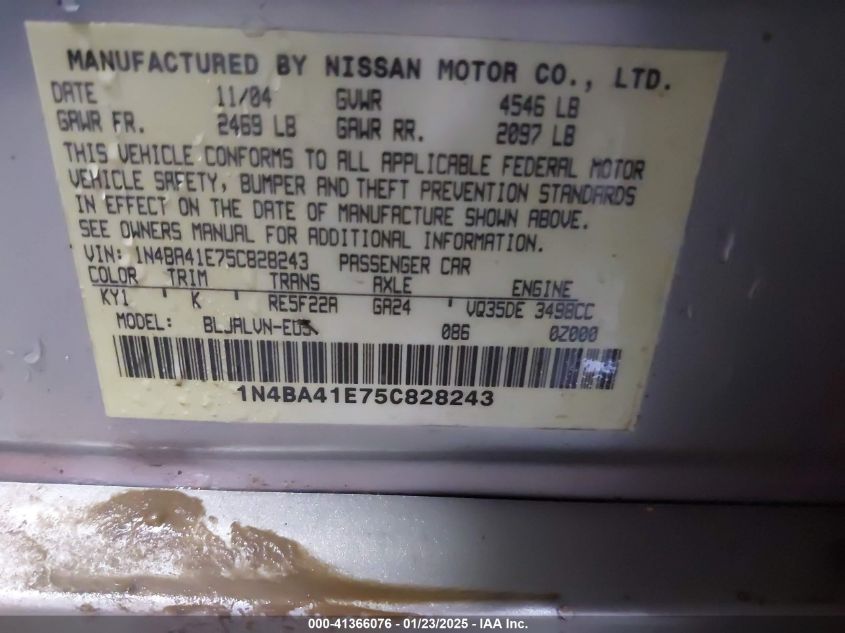 MANUFACTURED BY NISSAN MOTOR CO., LTD.
DATE 11/04 GVWR 4546 LB
GAWR FR. 2469 LB GAWR RR. 2097 LB
THIS VEHICLE CONFORMS TO ALL APPLICABLE FEDERAL MOTOR
VEHICLE SAFETY, BUMPER AND THEFT PREVENTION STANDARDS
IN EFFECT ON THE DATE OF MANUFACTURE SHOWN ABOVE.
SEE OWNERS MANUAL FOR ADDITIONAL INFORMATION.
VIN: 1N4BA41E75C828243 PASSENGER CAR
COLOR TRIM TRANS AXLE ENGINE
KY1 ' K ' RE5F22A GA24 ' VQ35DE 3498CC
MODEL: BLJALVN-EUS 086 0Z000
1N4BA41E75C828243
000-41366076 - 01/23/2025 - IAA Inc.